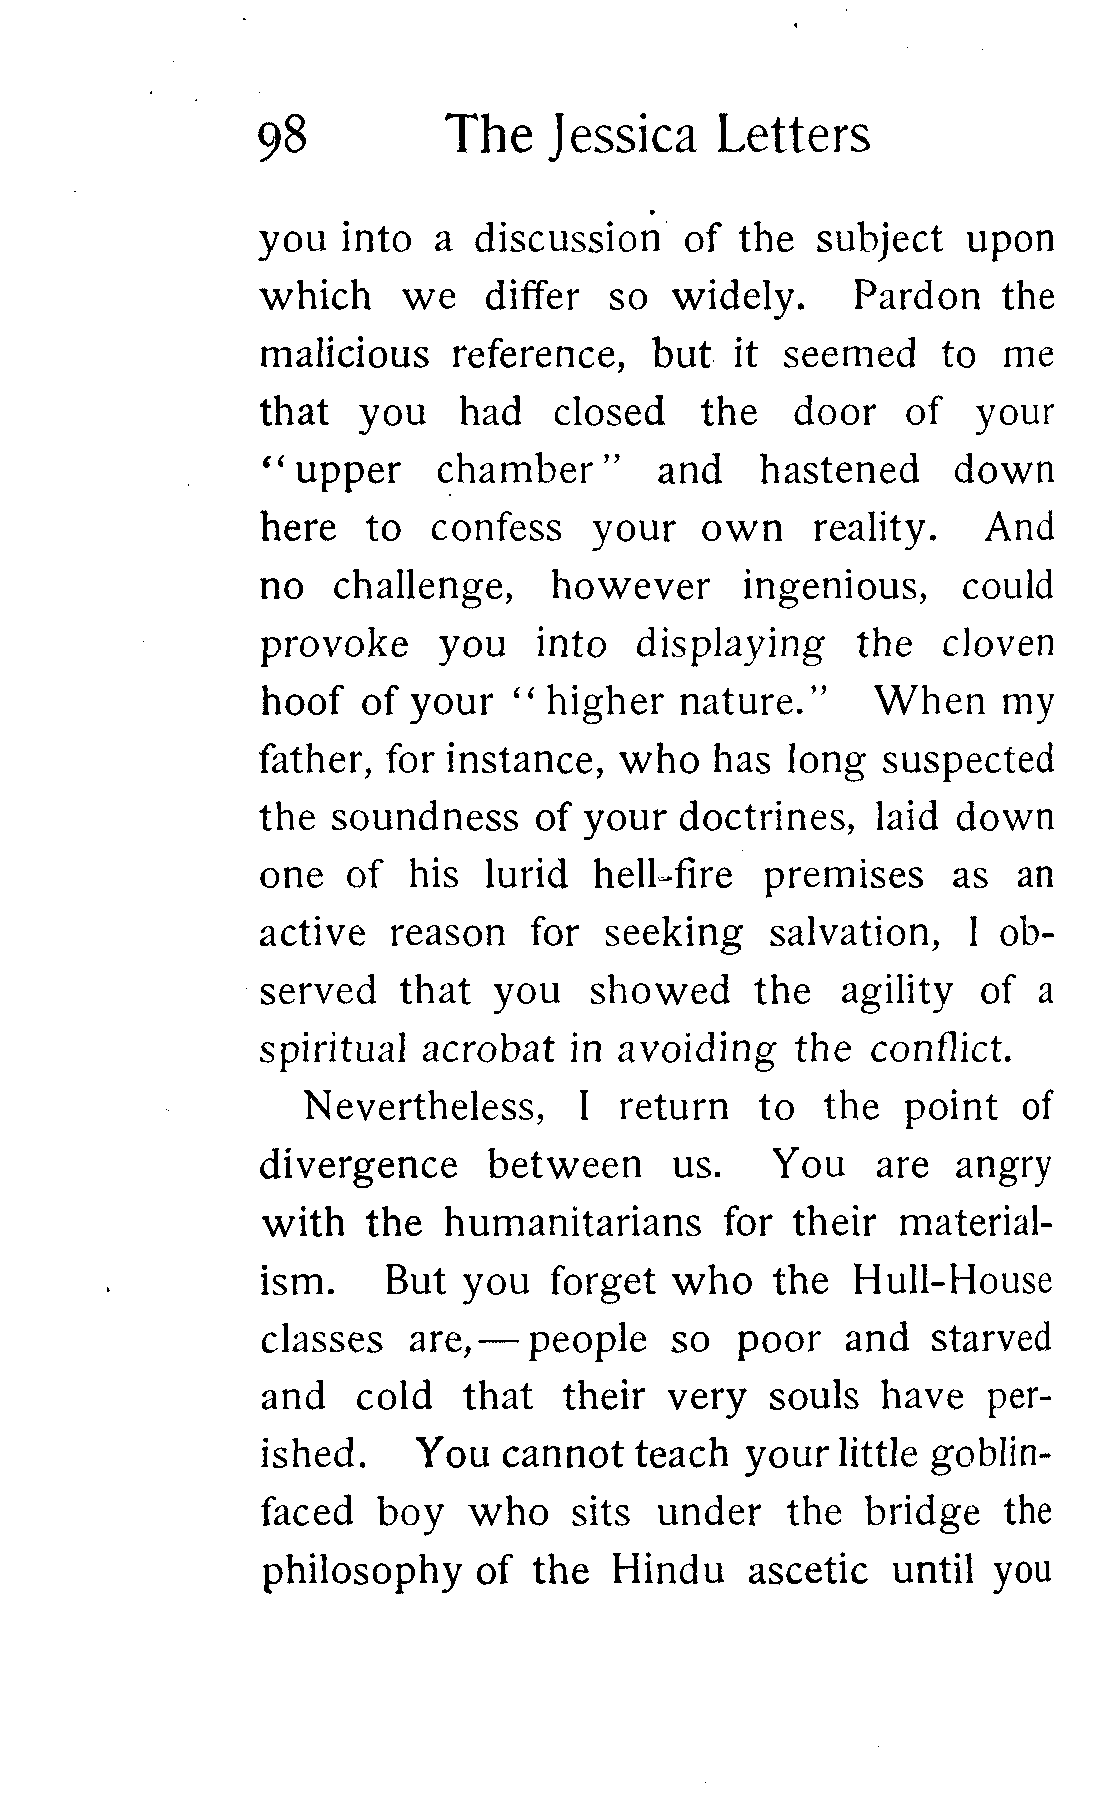 98 The Jessica Letters
you into a discussion of the subject upon
which we differ so widely. Pardon the
malicious reference, but it seemed to me
that you had closed the door of your
“upper chamber” and hastened down
here to confess your own reality. And
no challenge, however ingenious, could
provoke you into displaying the cloven
hoof of your “higher nature.” When my
father, for instance, who has long suspected
the soundness of your doctrines, laid down
one of his lurid hell-fire premises as an
active reason for seeking salvation, I ob-
served that you showed the agility of a
spiritual acrobat in avoiding the conflict.
Nevertheless, I return to the point of
divergence between us. You are angry
with the humanitarians for their material-
ism. But you forget who the Hull-House
classes are,—people so poor and starved
and cold that their very souls have per-
ished. You cannot teach your little goblin-
faced boy who sits under the bridge the
philosophy of the Hindu ascetic until you